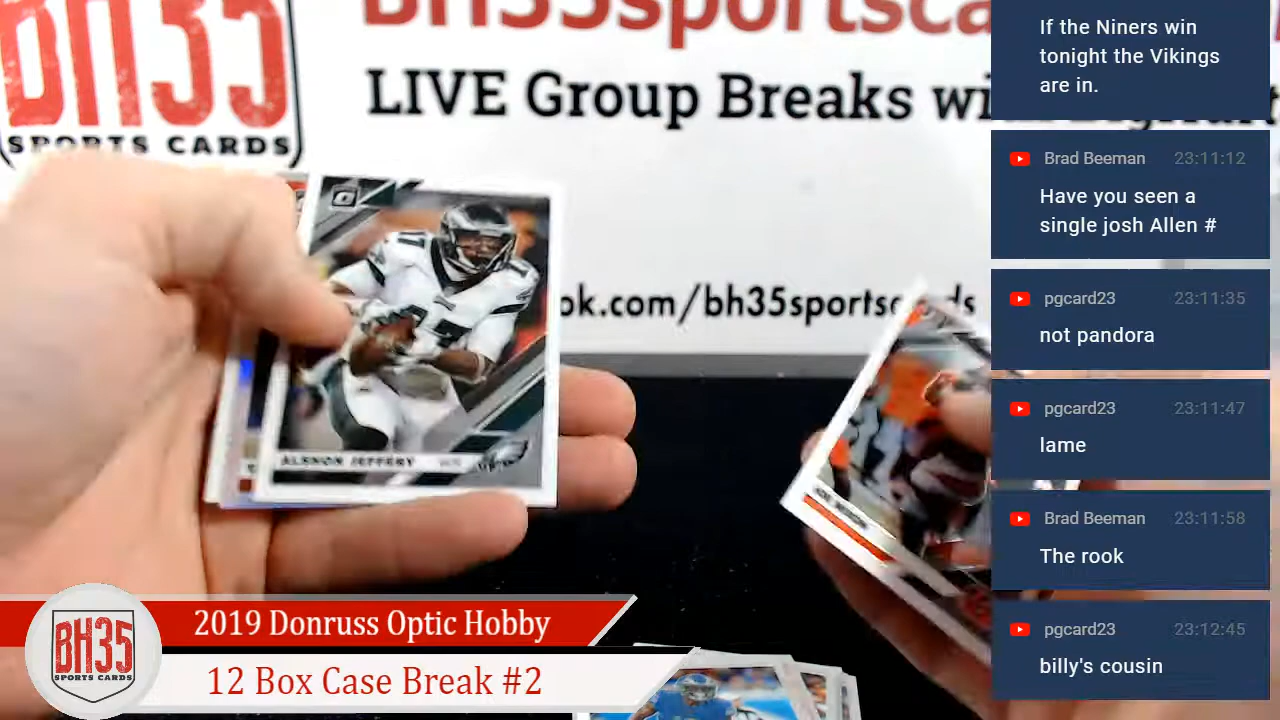 BH35
SPORTS CARDS
BH35sportsca
LIVE Group Breaks wi
ok.com/bh35sportscards
17
ALSHON JEFFERY WR
2019 Donruss Optic Hobby
12 Box Case Break #2
BH35
SPORTS CARDS
If the Niners win
tonight the Vikings
are in.
Brad Beeman 23:11:12
Have you seen a
single josh Allen #
pgcard23 23:11:35
not pandora
pgcard23 23:11:47
lame
Brad Beeman 23:11:58
The rook
pgcard23 23:12:45
billy's cousin